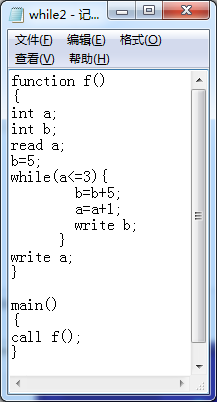 while2 - 记...
文件(F) 编辑(E) 格式(O)
查看(V) 帮助(H)
function f()
{
int a;
int b;
read a;
b=5;
while(a<=3){
        b=b+5;
        a=a+1;
        write b;
      }
write a;
}

main()
{
call f();
}